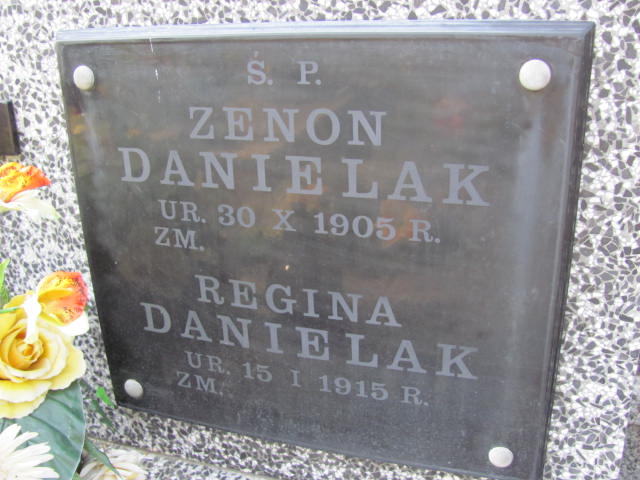 Ś. P.
ZENON
DANIELAK
UR. 30 X 1905 R.
ZM.
REGINA
DANIELAK
UR. 15 I 1915 R.
ZM.